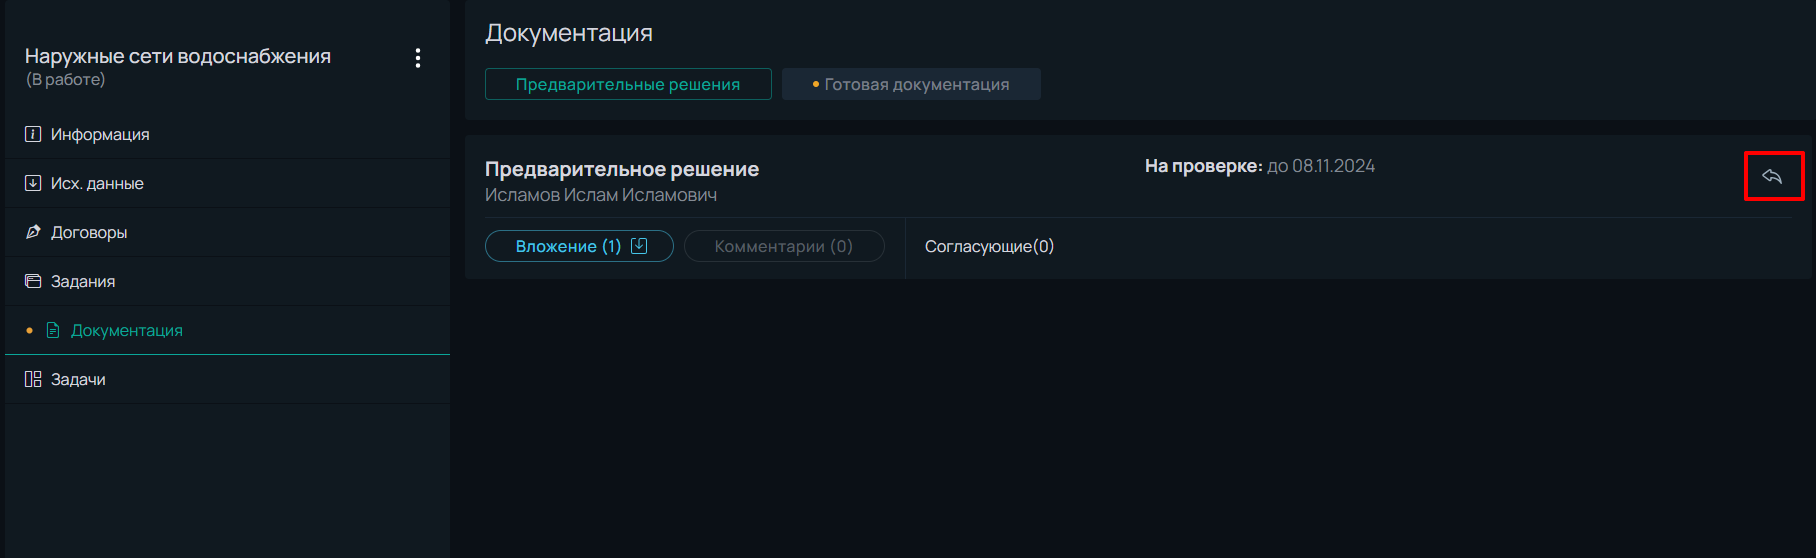 Наружные сети водоснабжения
(В работе)
Информация
Исх. данные
Договоры
Задания
Документация
Задачи
Документация
Предварительные решения
Готовая документация
Предварительное решение
Исламов Ислам Исламович
На проверке: до 08.11.2024
Вложение (1)
Комментарии (0)
Согласующие(0)